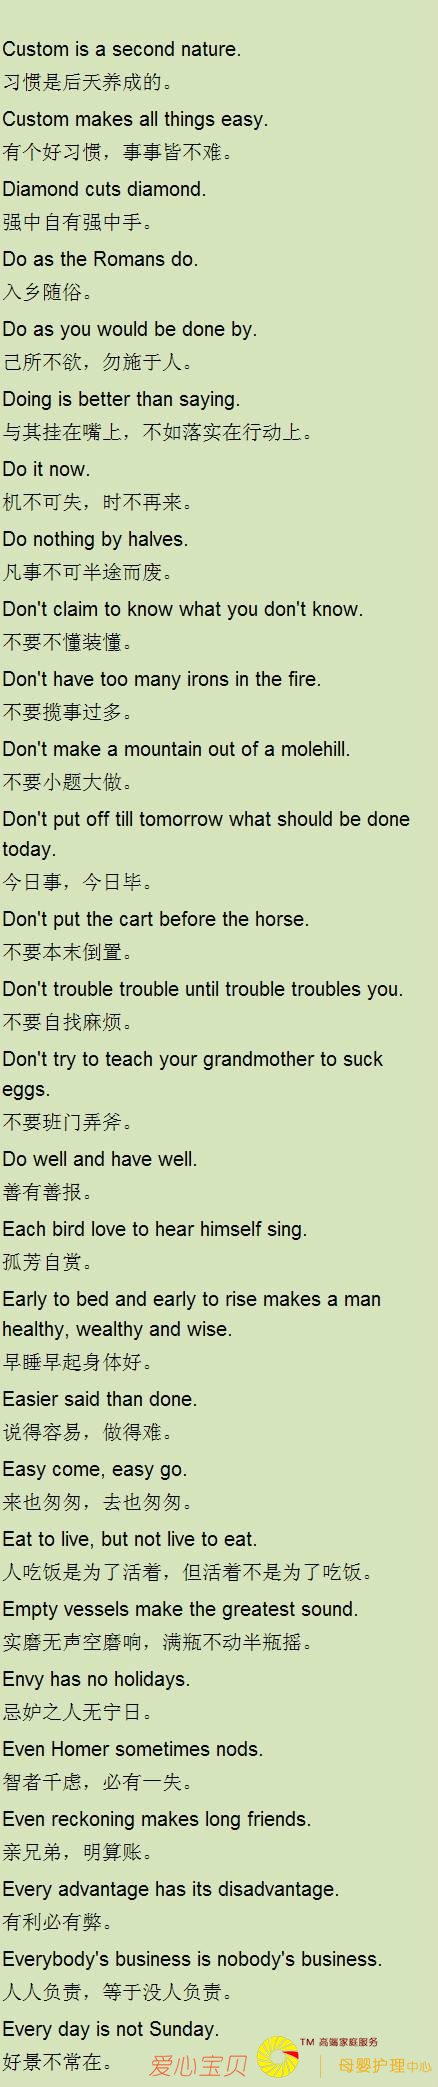 Custom is a second nature.
习惯是后天养成的。
Custom makes all things easy.
有个好习惯，事事皆不难。
Diamond cuts diamond.
强中自有强中手。
Do as the Romans do.
入乡随俗。
Do as you would be done by.
己所不欲，勿施于人。
Doing is better than saying.
与其挂在嘴上，不如落实在行动上。
Do it now.
机不可失，时不再来。
Do nothing by halves.
凡事不可半途而废。
Don't claim to know what you don't know.
不要不懂装懂。
Don't have too many irons in the fire.
不要揽事过多。
Don't make a mountain out of a molehill.
不要小题大做。
Don't put off till tomorrow what should be done
today.
今日事，今日毕。
Don't put the cart before the horse.
不要本末倒置。
Don't trouble trouble until trouble troubles you.
不要自找麻烦。
Don't try to teach your grandmother to suck
eggs.
不要班门弄斧。
Do well and have well.
善有善报。
Each bird love to hear himself sing.
孤芳自赏。
Early to bed and early to rise makes a man
healthy, wealthy and wise.
早睡早起身体好。
Easier said than done.
说得容易，做得难。
Easy come, easy go.
来也匆匆，去也匆匆。
Eat to live, but not live to eat.
人吃饭是为了活着，但活着不是为了吃饭。
Empty vessels make the greatest sound.
实磨无声空磨响，满瓶不动半瓶摇。
Envy has no holidays.
忌妒之人无宁日。
Even Homer sometimes nods.
智者千虑，必有一失。
Even reckoning makes long friends.
亲兄弟，明算账。
Every advantage has its disadvantage.
有利必有弊。
Everybody's business is nobody's business.
人人负责，等于没人负责。
Every day is not Sunday.
好景不常在。
爱心宝贝
TM 高端家庭服务
母婴护理中心